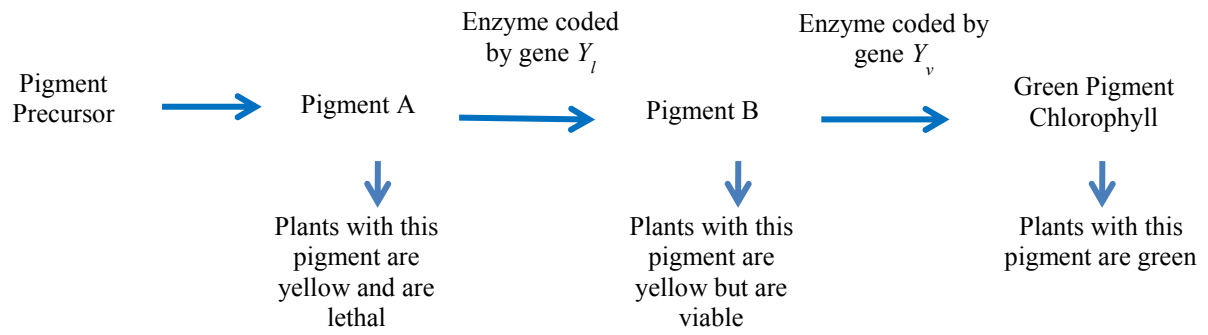 Enzyme coded
by gene Y_l
Enzyme coded by
gene Y_v
Pigment
Precursor
Pigment A
Pigment B
Green Pigment
Chlorophyll
Plants with this
pigment are
yellow and are
lethal
Plants with this
pigment are
yellow but are
viable
Plants with this
pigment are green